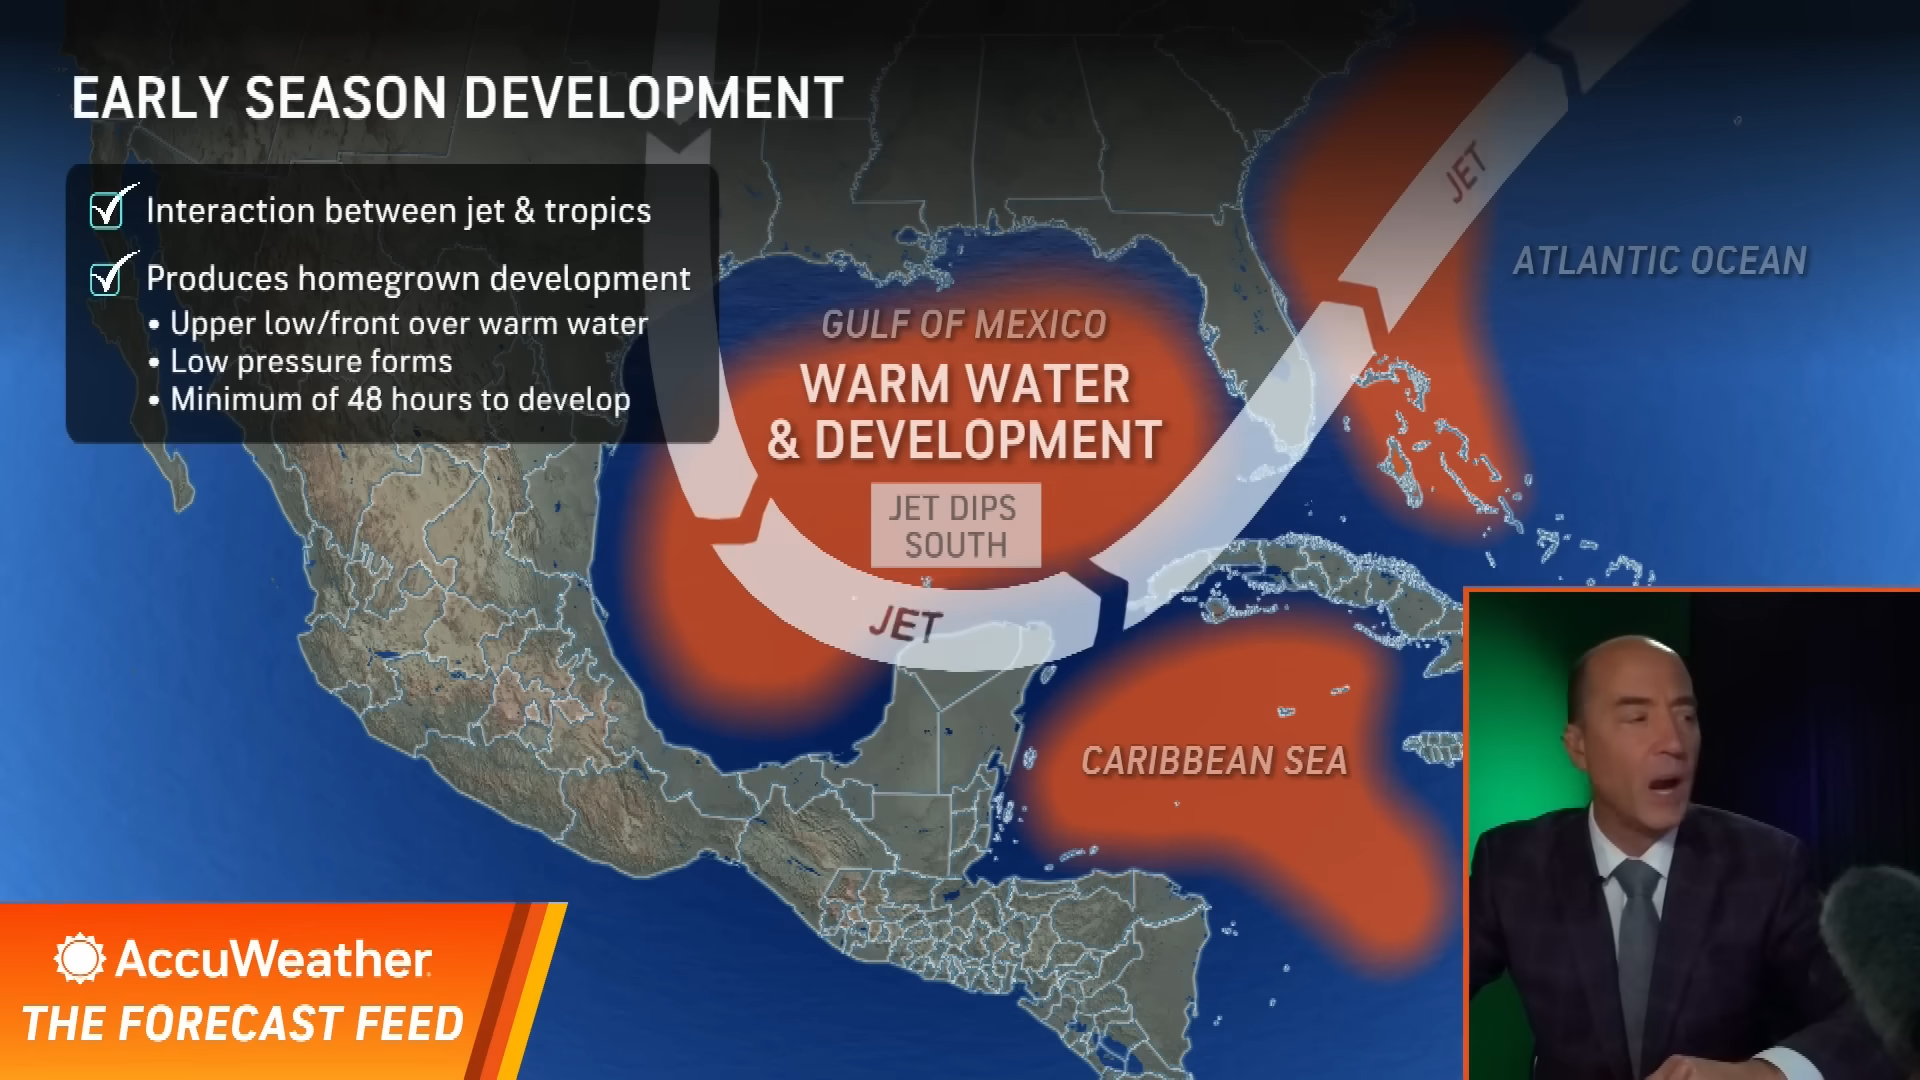 EARLY SEASON DEVELOPMENT
Interaction between jet & tropics
Produces homegrown development
• Upper low/front over warm water
• Low pressure forms
• Minimum of 48 hours to develop
JET
ATLANTIC OCEAN
GULF OF MEXICO
WARM WATER
& DEVELOPMENT
JET DIPS
SOUTH
JET
CARIBBEAN SEA
AccuWeather
THE FORECAST FEED